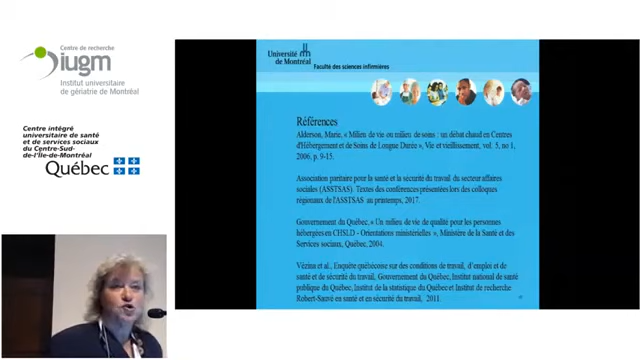 Centre de recherche
iugm
Institut universitaire
de gériatrie de Montréal
Centre intégré
universitaire de santé
et de services sociaux
du Centre-Sud-
de-l'Île-de-Montréal
Québec
Université
de Montréal
Faculté des sciences infirmières
Références
Alderson, Marie, « Milieu de vie ou milieu de soins : un débat chaud en Centres
d'Hébergement et de Soins de Longue Durée », Vie et vieillissement, vol. 5, no 1,
2006, p. 9-15.
Association paritaire pour la santé et la sécurité du travail du secteur affaires
sociales (ASSTSAS). Textes des conférences présentées lors des colloques
régionaux de l'ASSTSAS au printemps, 2017.
Gouvernement du Québec, « Un milieu de vie de qualité pour les personnes
hébergées en CHSLD - Orientations ministérielles », Ministère de la Santé et des
Services sociaux, Québec, 2004.
Vézina et al., Enquête québécoise sur des conditions de travail, d'emploi et de
santé et de sécurité du travail, Gouvernement du Québec, Institut national de santé
publique du Québec, Institut de la statistique du Québec et Institut de recherche
Robert-Sauvé en santé et en sécurité du travail, 2011.